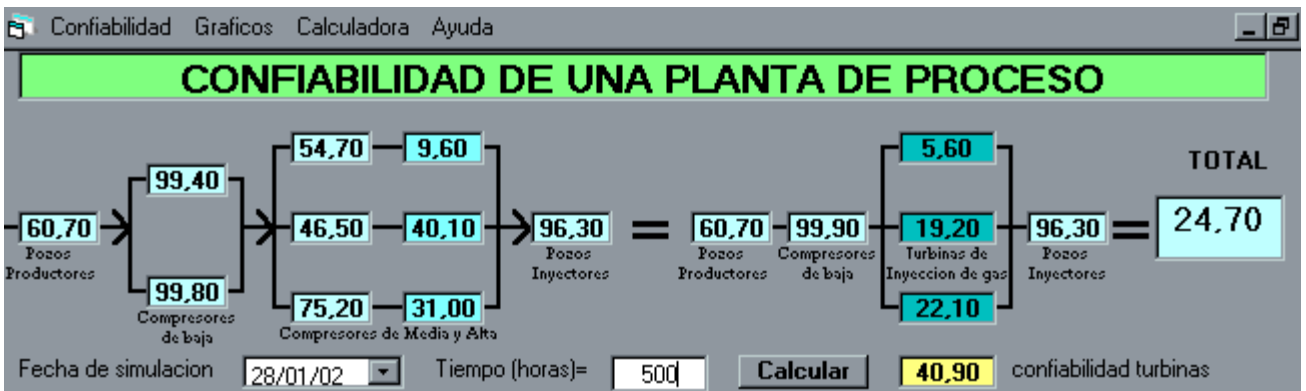 Confiabilidad Graficos Calculadora Ayuda
CONFIABILIDAD DE UNA PLANTA DE PROCESO
54,70 9,60 5,60
TOTAL
99,40
60,70 46,50 40,10 96,30 = 60,70 99,90 19,20 96,30 = 24,70
Pozos Productores
Pozos Inyectores
Pozos Productores
Compresores de baja
Turbinas de Inyeccion de gas
Pozos Inyectores
99,80
Compresores de baja
75,20 31,00 22,10
Compresores de Media y Alta
Fecha de simulacion 28/01/02 Tiempo (horas)= 500 Calcular 40,90 confiabilidad turbinas